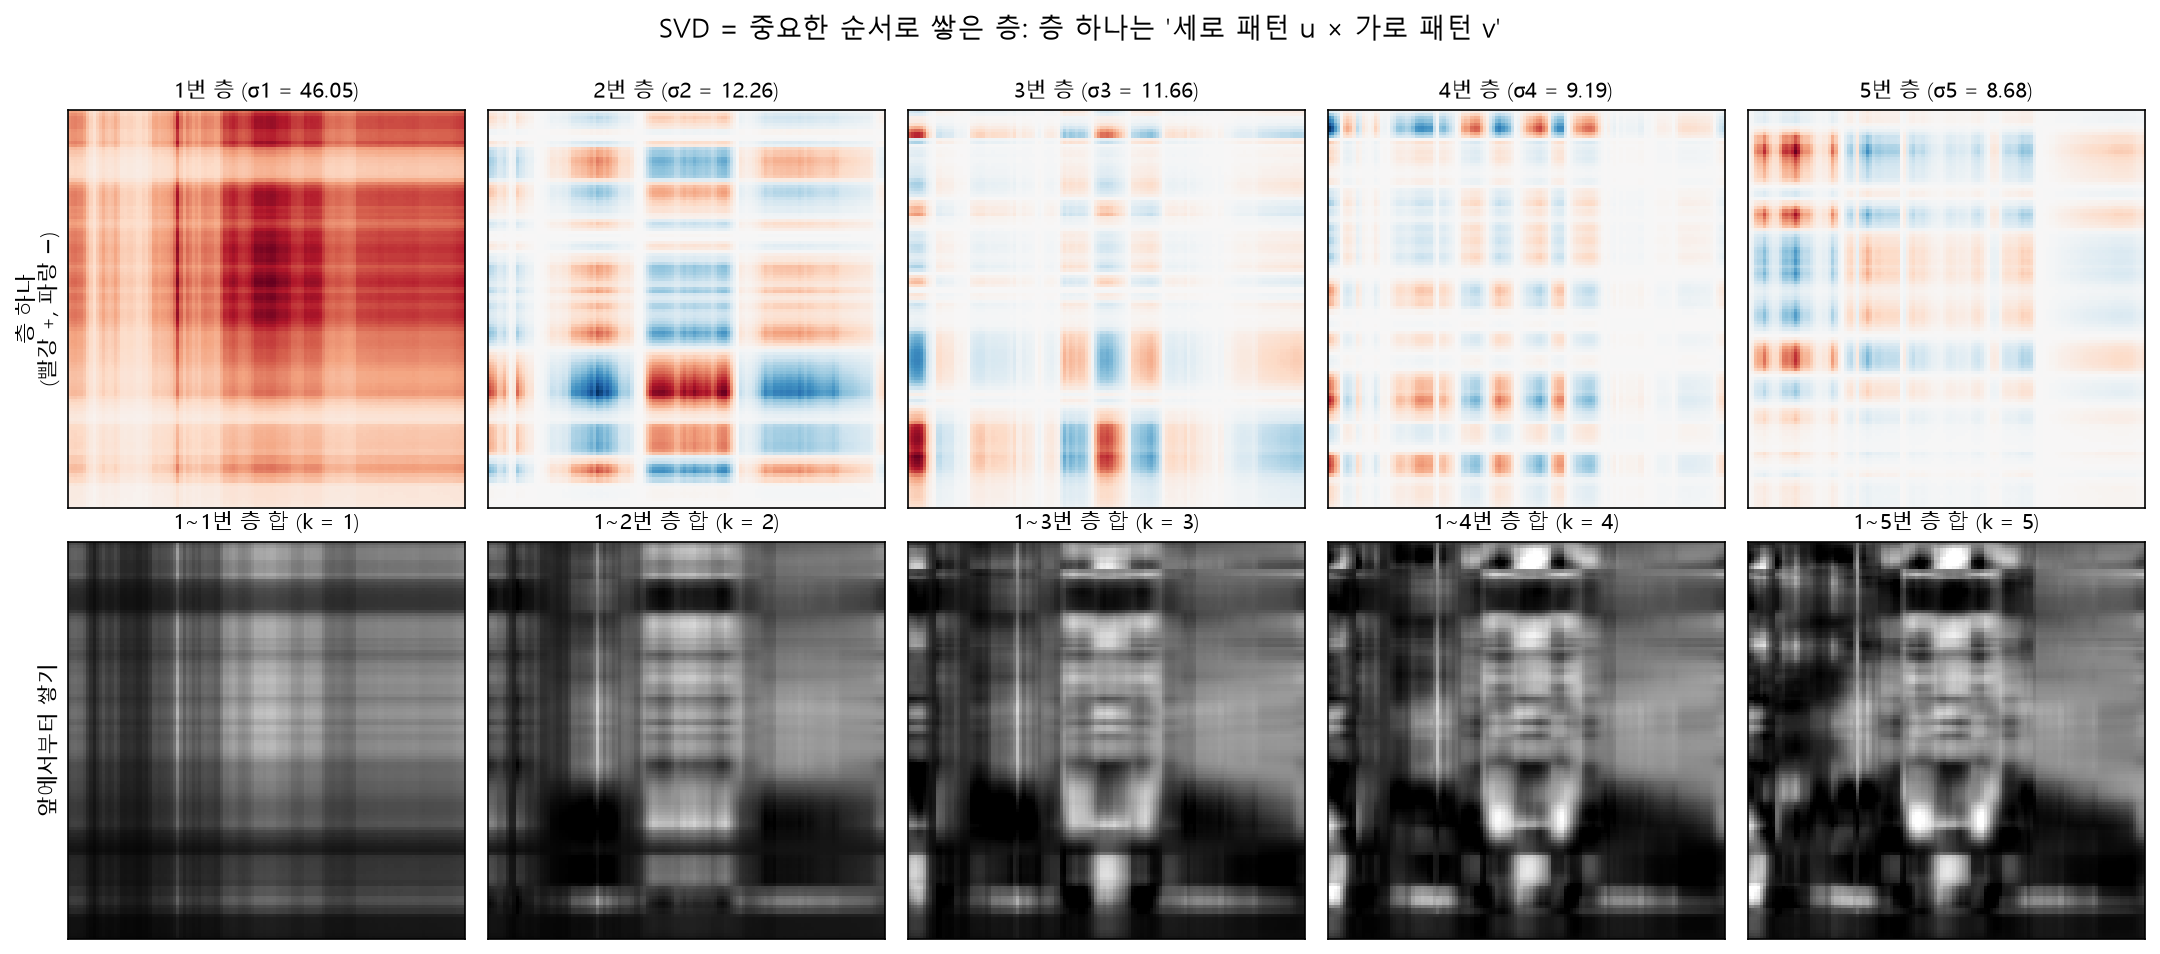 SVD = 중요한 순서로 쌓은 층: 층 하나는 '세로 패턴 u × 가로 패턴 v'
1번 층 (σ1 = 46.05)
2번 층 (σ2 = 12.26)
3번 층 (σ3 = 11.66)
4번 층 (σ4 = 9.19)
5번 층 (σ5 = 8.68)
층 하나
(빨강 +, 파랑 −)
1~1번 층 합 (k = 1)
1~2번 층 합 (k = 2)
1~3번 층 합 (k = 3)
1~4번 층 합 (k = 4)
1~5번 층 합 (k = 5)
앞에서부터 쌓기